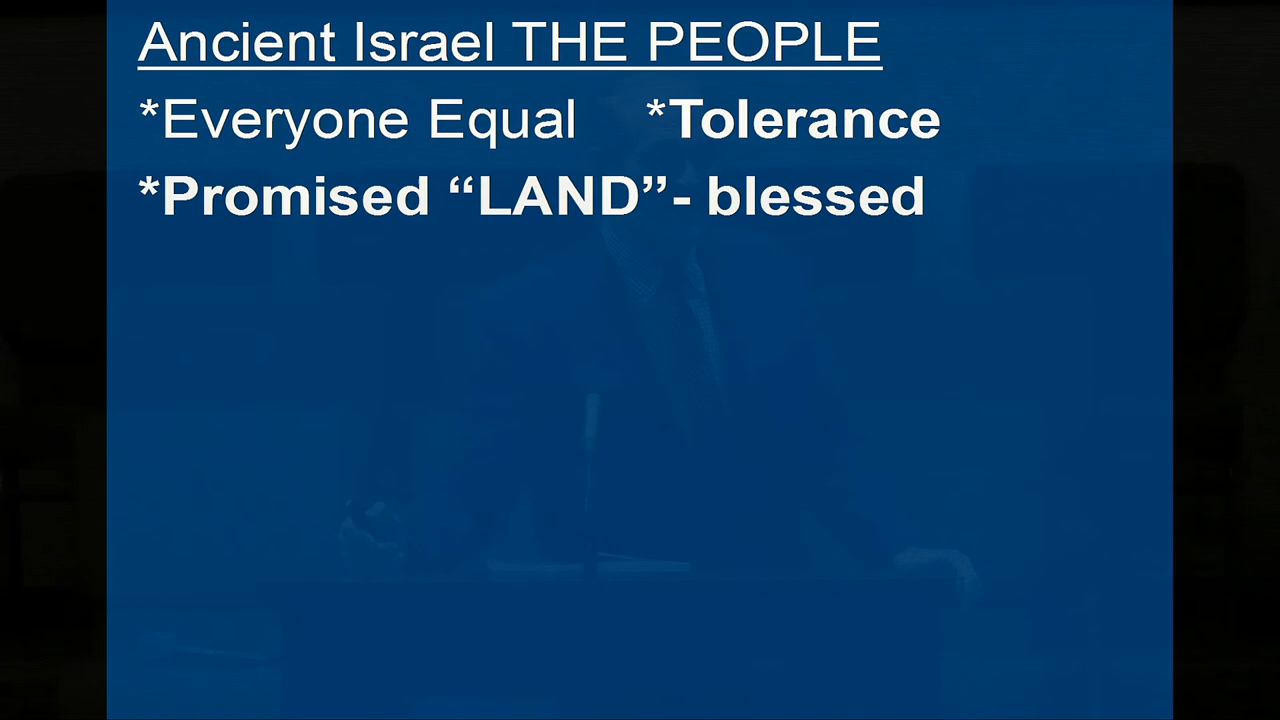 Ancient Israel THE PEOPLE
*Everyone Equal *Tolerance
*Promised “LAND”- blessed